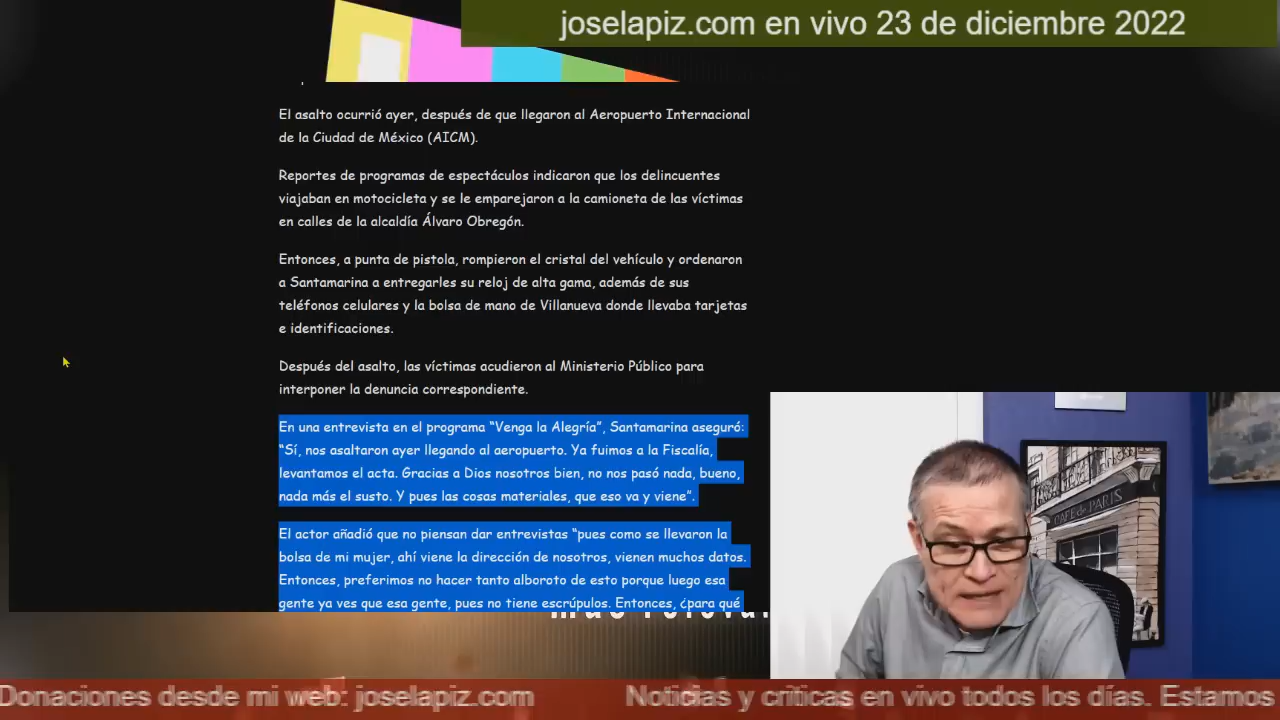 joselapiz.com en vivo 23 de diciembre 2022
El asalto ocurrió ayer, después de que llegaron al Aeropuerto Internacional
de la Ciudad de México (AICM).
Reportes de programas de espectáculos indicaron que los delincuentes
viajaban en motocicleta y se le emparejaron a la camioneta de las víctimas
en calles de la alcaldía Álvaro Obregón.
Entonces, a punta de pistola, rompieron el cristal del vehículo y ordenaron
a Santamarina a entregarles su reloj de alta gama, además de sus
teléfonos celulares y la bolsa de mano de Villanueva donde llevaba tarjetas
e identificaciones.
Después del asalto, las víctimas acudieron al Ministerio Público para
interponer la denuncia correspondiente.
En una entrevista en el programa “Venga la Alegría”, Santamarina aseguró:
“Sí, nos asaltaron ayer llegando al aeropuerto. Ya fuimos a la Fiscalía,
levantamos el acta. Gracias a Dios nosotros bien, no nos pasó nada, bueno,
nada más el susto. Y pues las cosas materiales, que eso va y viene”.
El actor añadió que no piensan dar entrevistas “pues como se llevaron la
bolsa de mi mujer, ahí viene la dirección de nosotros, vienen muchos datos.
Entonces, preferimos no hacer tanto alboroto de esto porque luego esa
gente ya ves que esa gente, pues no tiene escrúpulos. Entonces, ¿para qué
CAFÉ de PARIS
Donaciones desde mi web: joselapiz.com
Noticias y criticas en vivo todos los días. Estamos